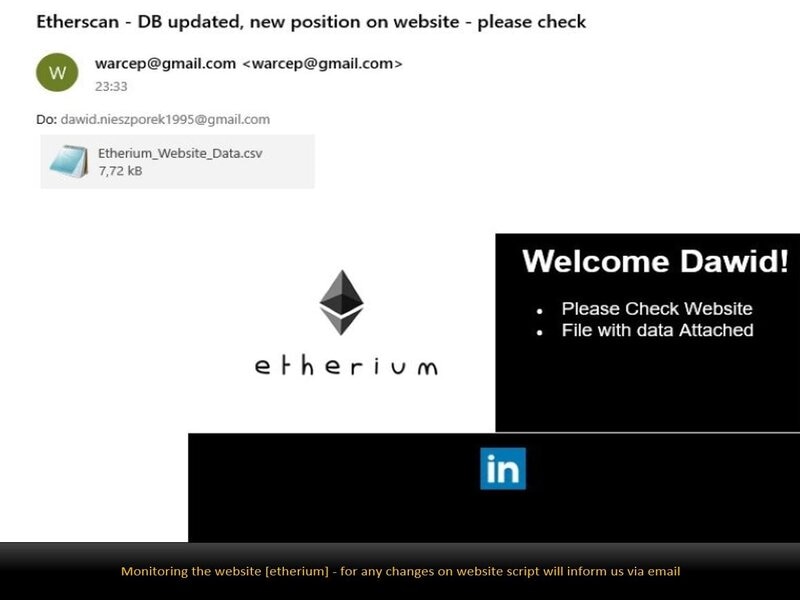 Etherscan - DB updated, new position on website - please check
W
warcep@gmail.com <warcep@gmail.com>
23:33
Do: dawid.nieszporek1995@gmail.com
Etherium_Website_Data.csv
7,72 kB
Welcome Dawid!
• Please Check Website
• File with data Attached
etherium
in
Monitoring the website [etherium] - for any changes on website script will inform us via email